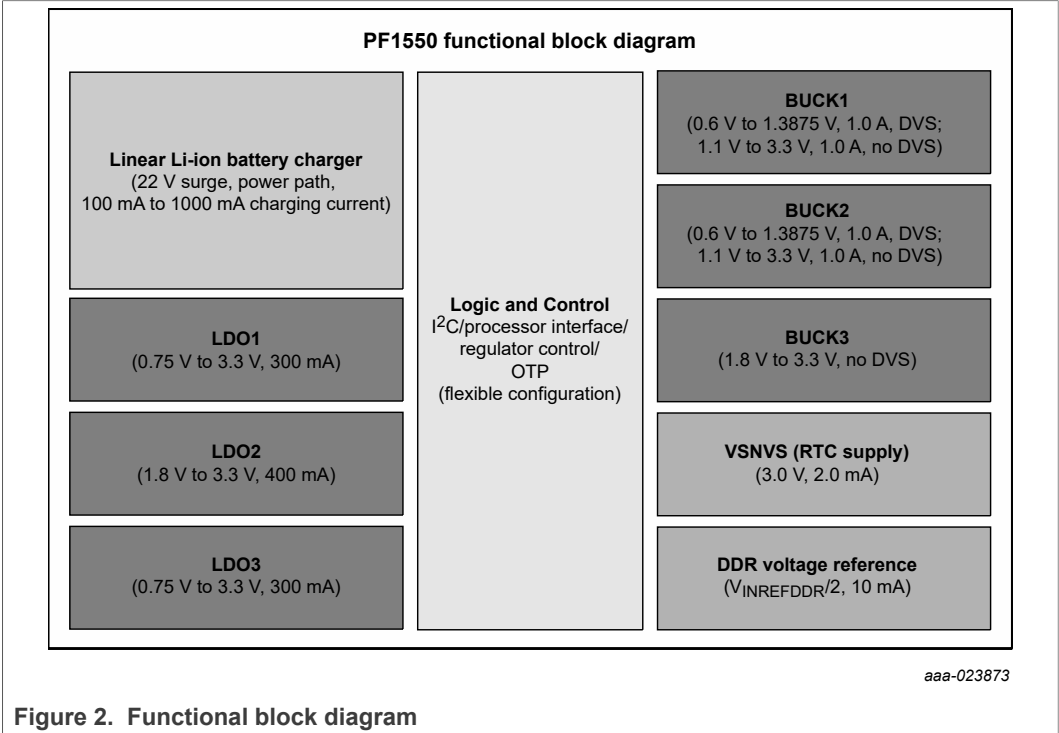 PF1550 functional block diagram
Linear Li-ion battery charger
(22 V surge, power path,
100 mA to 1000 mA charging current)
LDO1
(0.75 V to 3.3 V, 300 mA)
LDO2
(1.8 V to 3.3 V, 400 mA)
LDO3
(0.75 V to 3.3 V, 300 mA)
Logic and Control
I2C/processor interface/
regulator control/
OTP
(flexible configuration)
BUCK1
(0.6 V to 1.3875 V, 1.0 A, DVS;
1.1 V to 3.3 V, 1.0 A, no DVS)
BUCK2
(0.6 V to 1.3875 V, 1.0 A, DVS;
1.1 V to 3.3 V, 1.0 A, no DVS)
BUCK3
(1.8 V to 3.3 V, no DVS)
VSNVS (RTC supply)
(3.0 V, 2.0 mA)
DDR voltage reference
(VINREFDDR/2, 10 mA)
aaa-023873
Figure 2. Functional block diagram